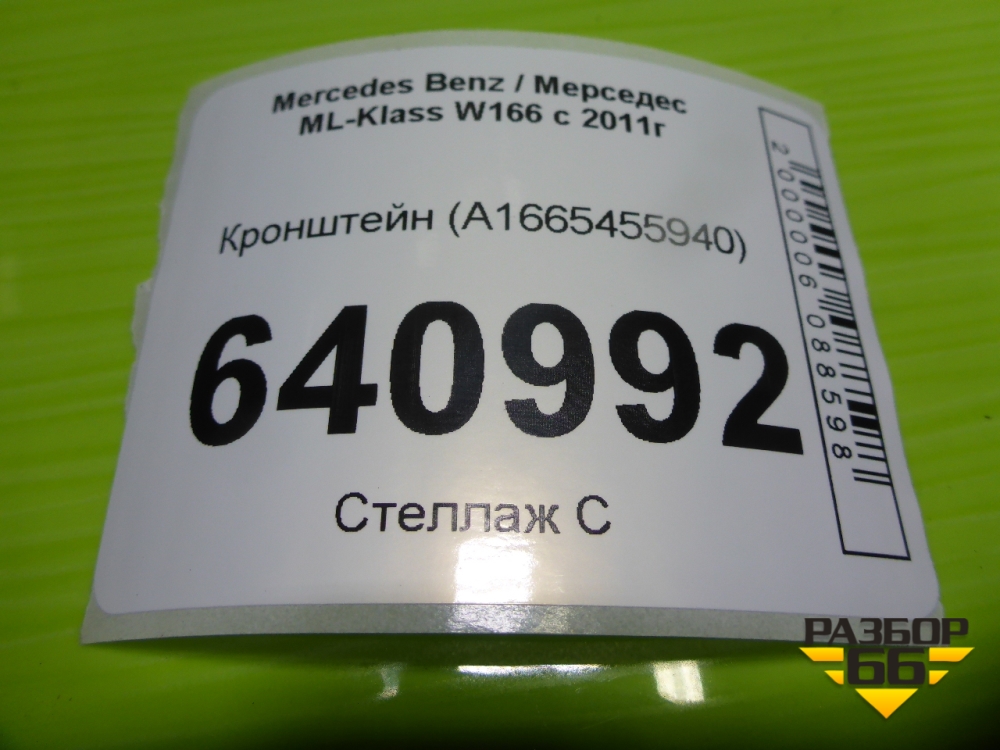 Mercedes Benz / Мерседес
ML-Klass W166 с 2011г
Кронштейн (A1665455940)
640992
Стеллаж С
2000006088598
РАЗБОР
66